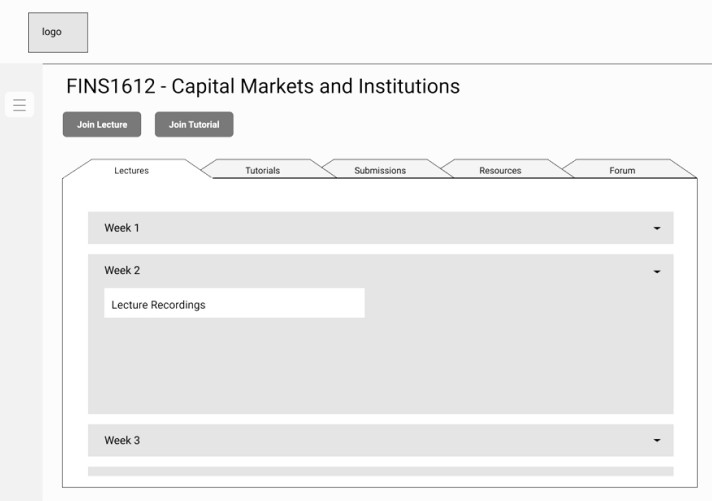 logo
FINS1612 - Capital Markets and Institutions
Join Lecture Join Tutorial
Lectures Tutorials Submissions Resources Forum
Week 1
Week 2
Lecture Recordings
Week 3